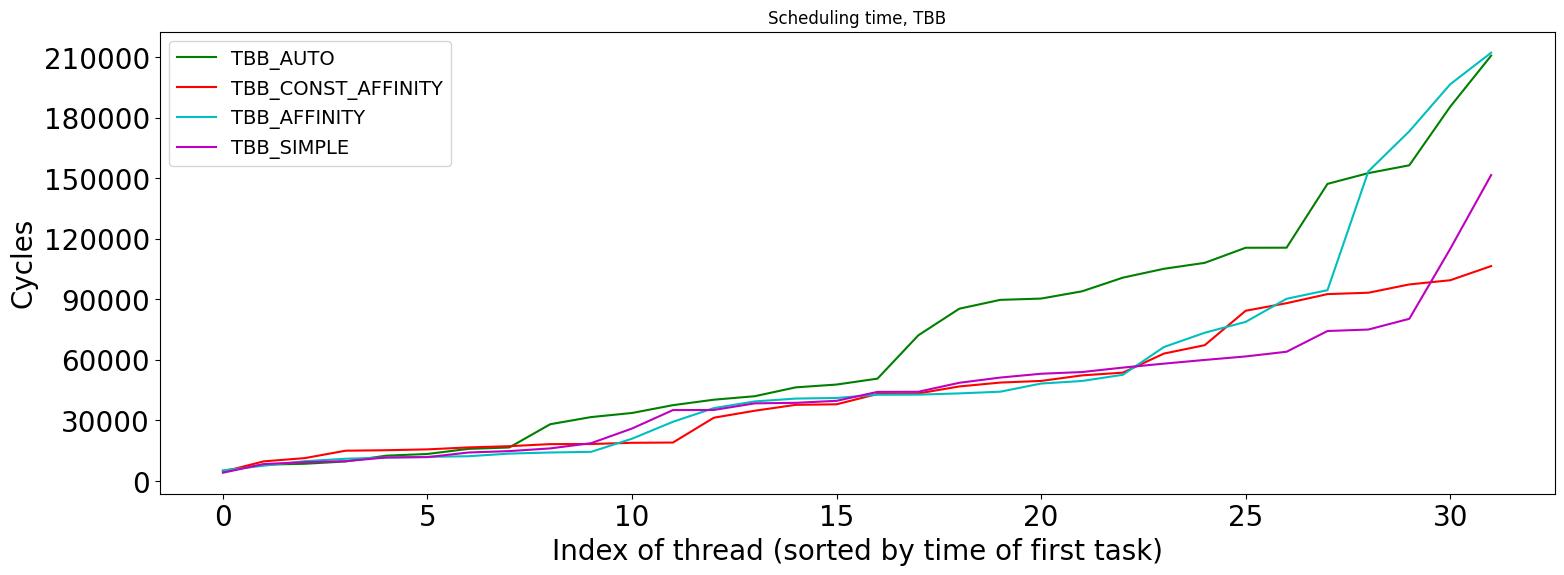 Scheduling time, TBB
210000
180000
150000
120000
90000
60000
30000
0
Cycles
TBB_AUTO
TBB_CONST_AFFINITY
TBB_AFFINITY
TBB_SIMPLE
0 5 10 15 20 25 30
Index of thread (sorted by time of first task)